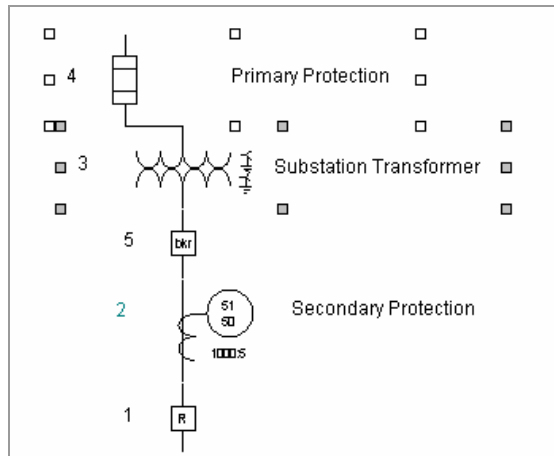 4 Primary Protection
3 Substation Transformer
5 bkr
2 51 Secondary Protection
50
1000:5
1 R